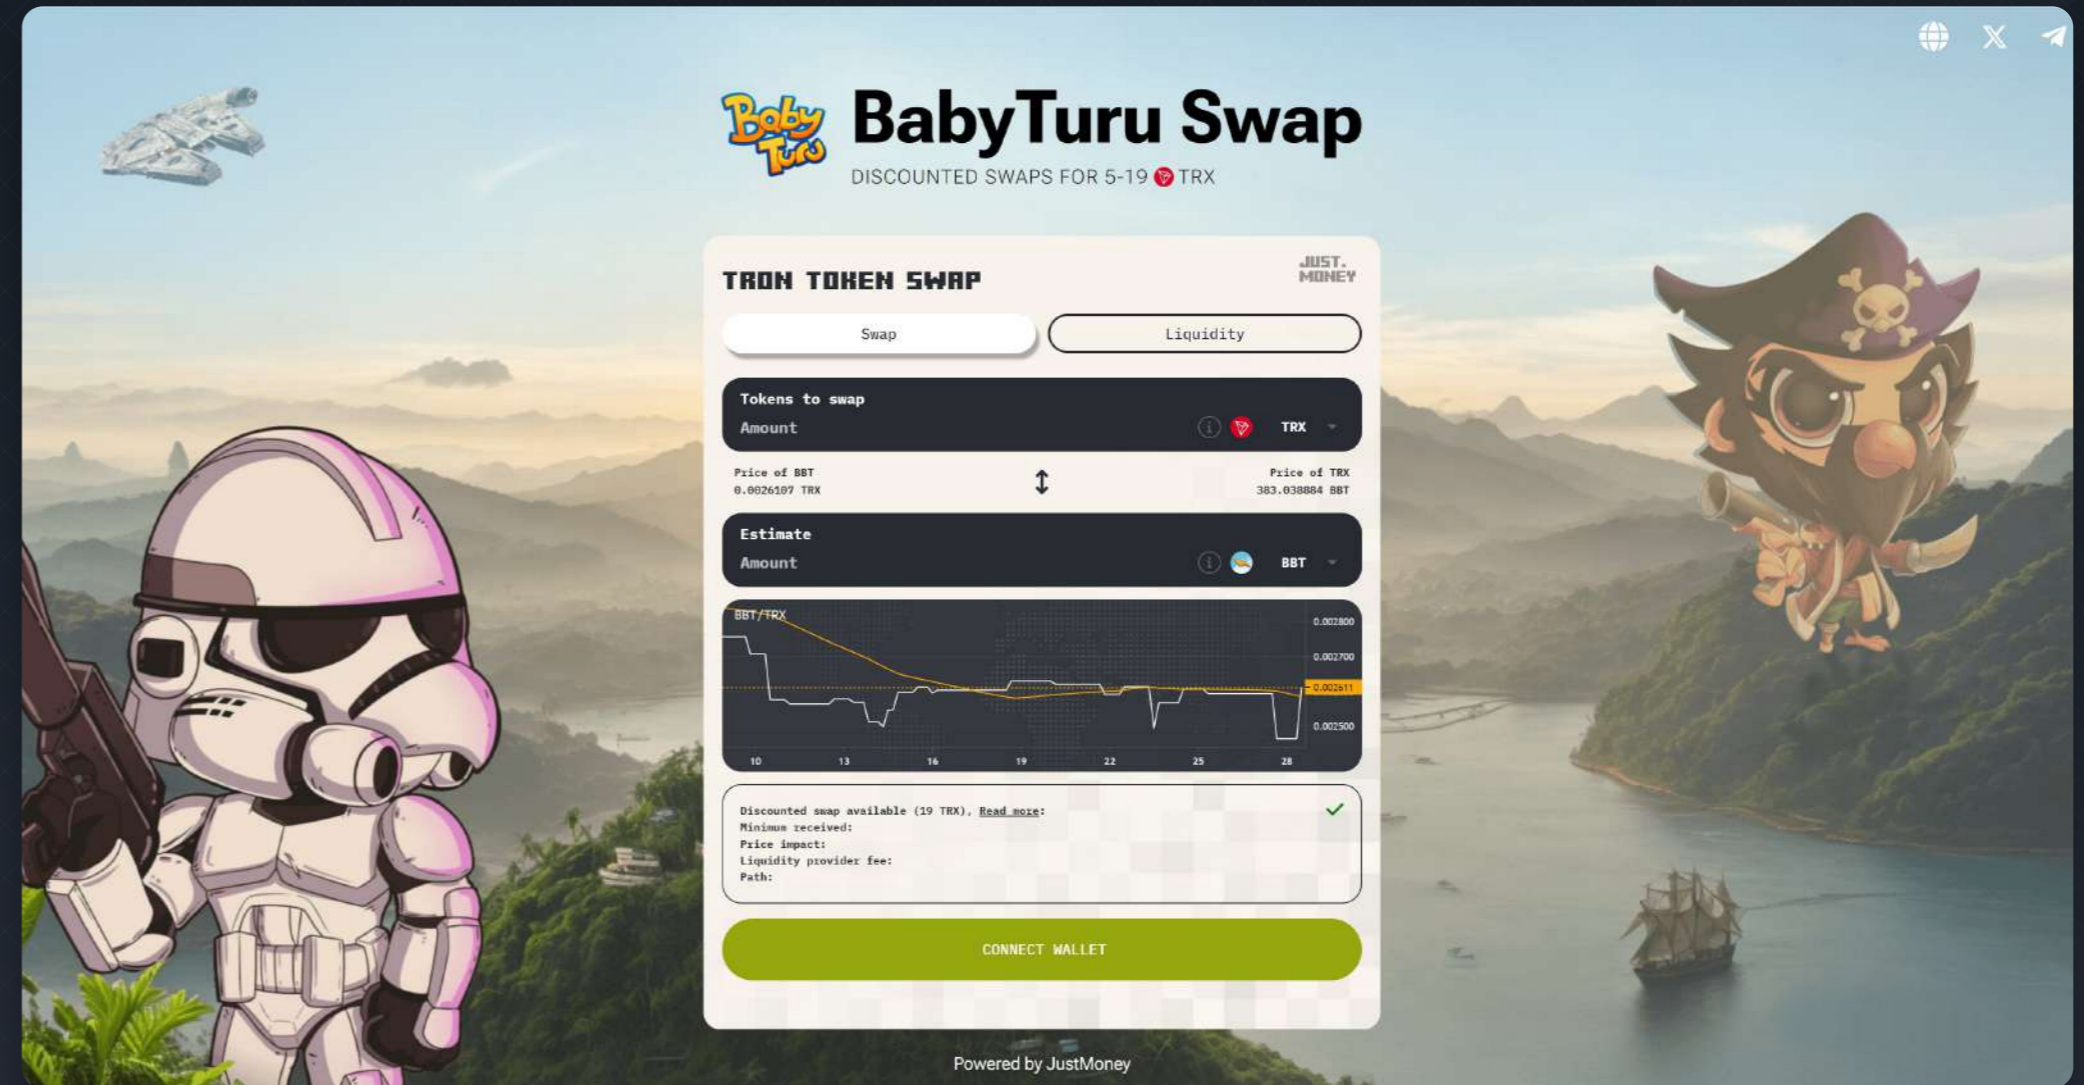 Baby
Turu
BabyTuru Swap
DISCOUNTED SWAPS FOR 5-19 TRX
TRON TOKEN SWAP
JUST.
MONEY
Swap
Liquidity
Tokens to swap
Amount
TRX
Price of BBT
0.0026107 TRX
Price of TRX
383.038884 BBT
Estimate
Amount
BBT
BBT/TRX
0.002800
0.002700
0.002611
0.002500
10 13 16 19 22 25 28
Discounted swap available (19 TRX), Read more:
Minimum received:
Price impact:
Liquidity provider fee:
Path:
CONNECT WALLET
Powered by JustMoney